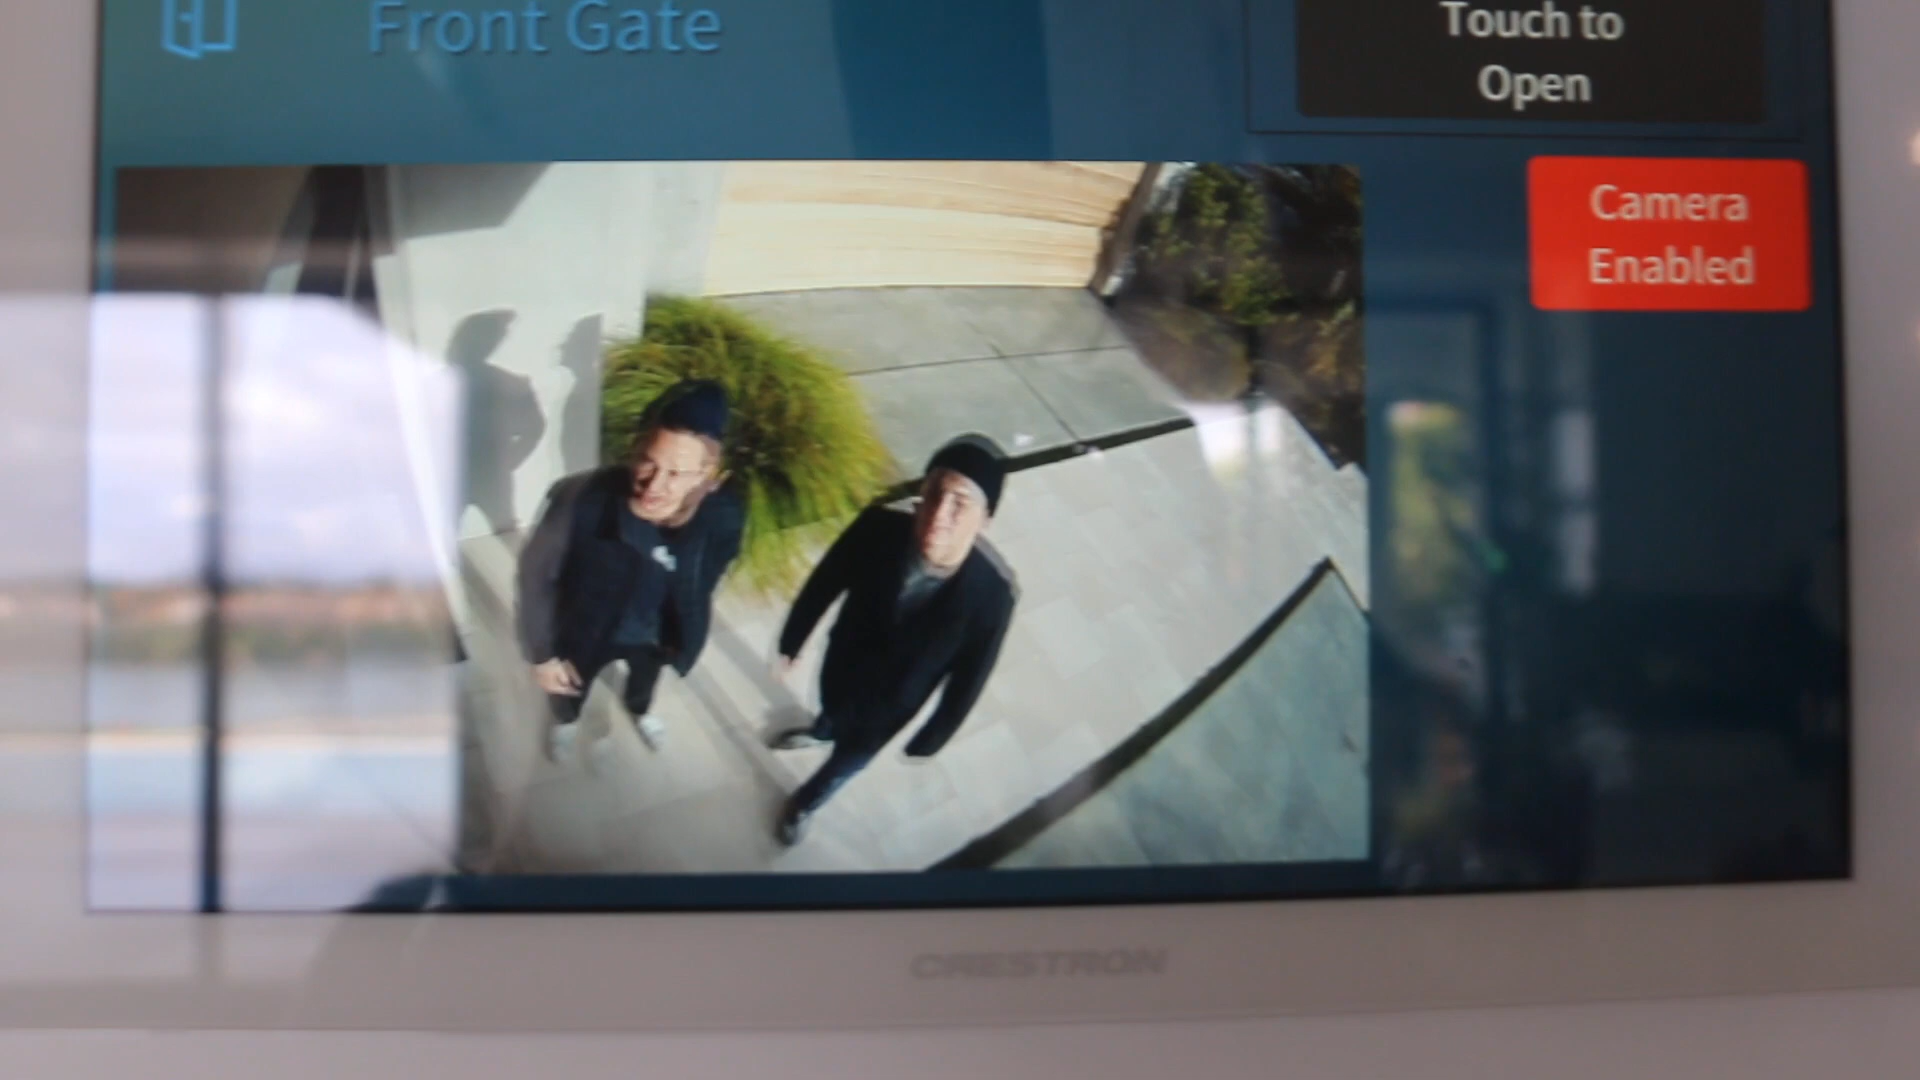 Front Gate
Touch to
Open
Camera
Enabled
CRESTRON